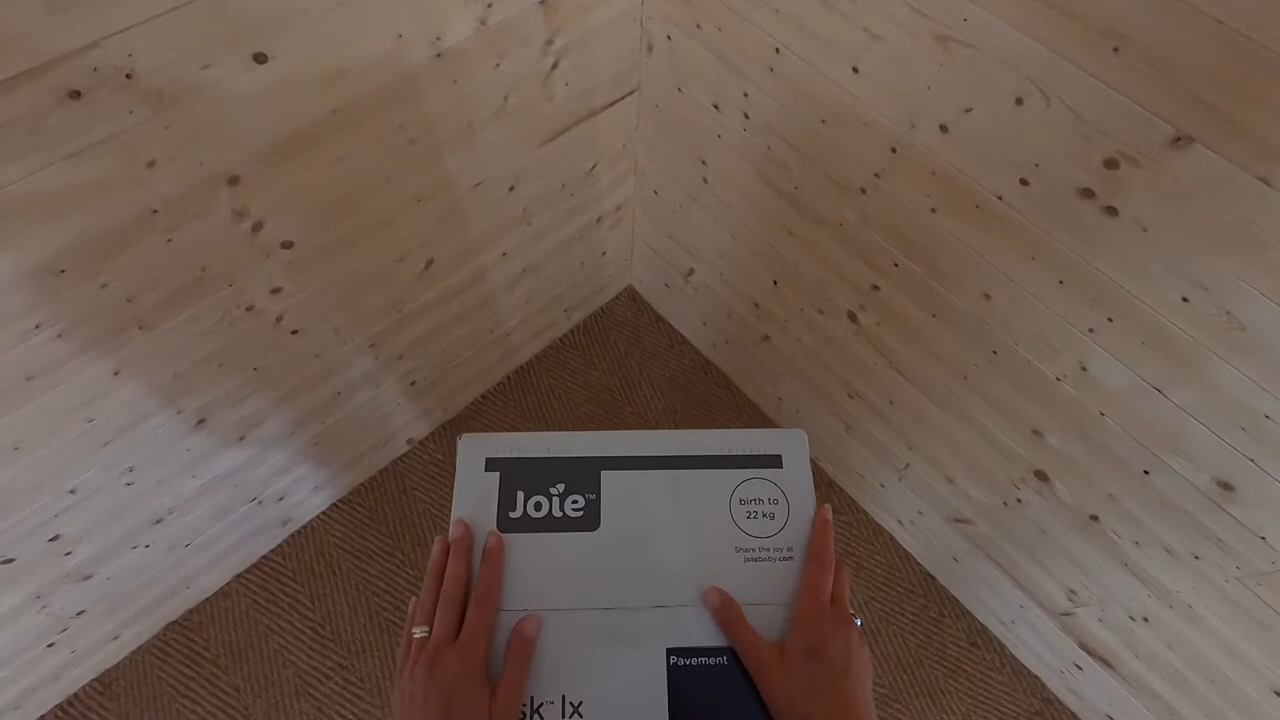 Joie™
birth to
22 kg
Share the joy at
joiebaby.com
Pavement
sk™ lx